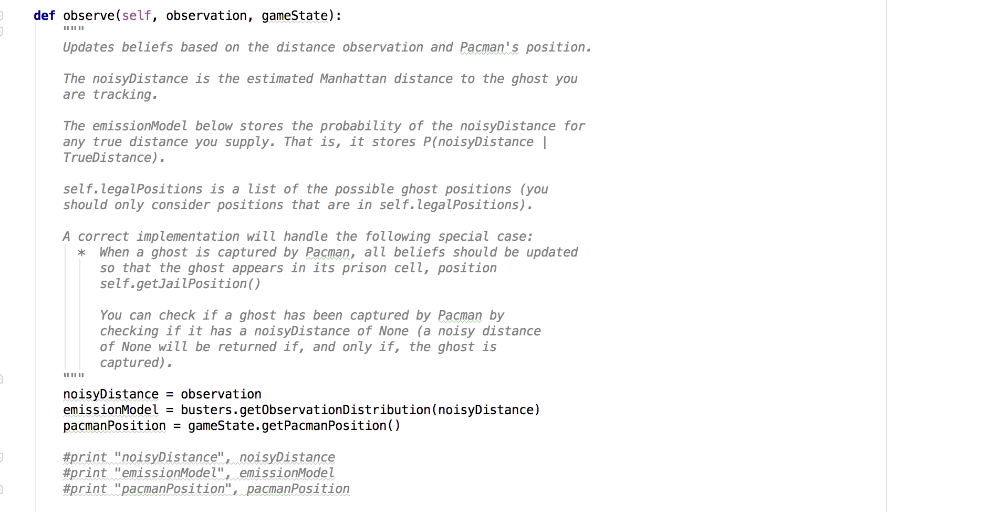 def observe(self, observation, gameState):
"""
Updates beliefs based on the distance observation and Pacman's position.
The noisyDistance is the estimated Manhattan distance to the ghost you
are tracking.
The emissionModel below stores the probability of the noisyDistance for
any true distance you supply. That is, it stores P(noisyDistance |
TrueDistance).
self.legalPositions is a list of the possible ghost positions (you
should only consider positions that are in self.legalPositions).
A correct implementation will handle the following special case:
* When a ghost is captured by Pacman, all beliefs should be updated
so that the ghost appears in its prison cell, position
self.getJailPosition()
You can check if a ghost has been captured by Pacman by
checking if it has a noisyDistance of None (a noisy distance
of None will be returned if, and only if, the ghost is
captured).
"""
noisyDistance = observation
emissionModel = busters.getObservationDistribution(noisyDistance)
pacmanPosition = gameState.getPacmanPosition()
#print "noisyDistance", noisyDistance
#print "emissionModel", emissionModel
#print "pacmanPosition", pacmanPosition